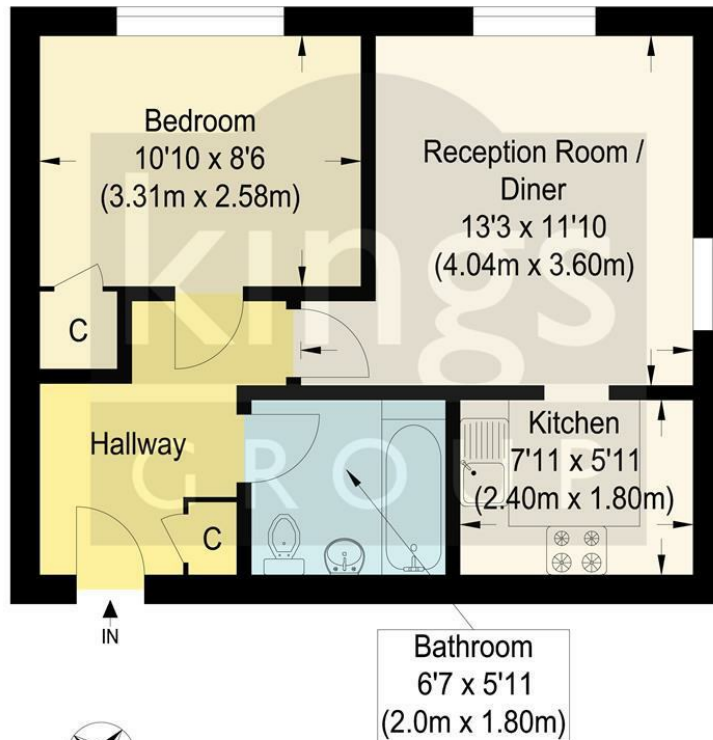 Bedroom
10'10 x 8'6
(3.31m x 2.58m)
Reception Room /
Diner
13'3 x 11'10
(4.04m x 3.60m)
kings
GROUP
C
Hallway
C
Kitchen
7'11 x 5'11
(2.40m x 1.80m)
IN
Bathroom
6'7 x 5'11
(2.0m x 1.80m)